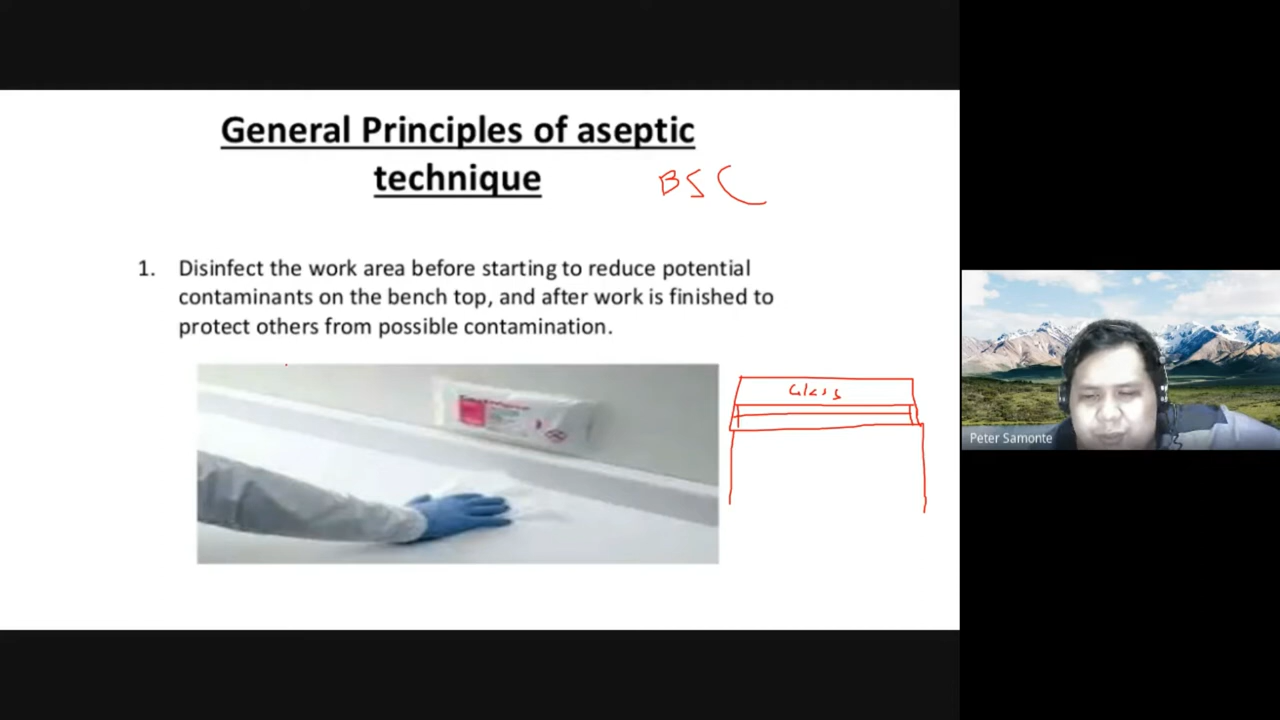 General Principles of aseptic
technique
BSC
1. Disinfect the work area before starting to reduce potential
contaminants on the bench top, and after work is finished to
protect others from possible contamination.
Glass
Peter Samonte